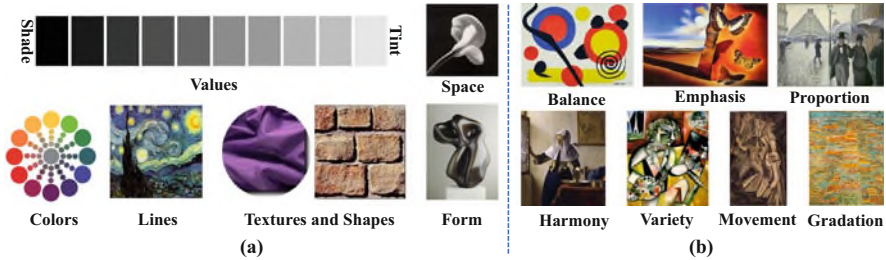 Shade
Tint
Values
Space
Colors
Lines
Textures and Shapes
Form
(a)
Balance
Emphasis
Proportion
Harmony
Variety
Movement
Gradation
(b)